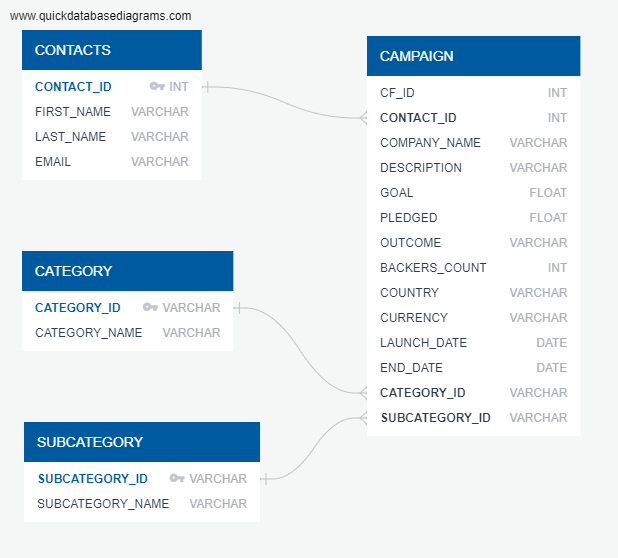 www.quickdatabasediagrams.com
CONTACTS
CONTACT_ID INT
FIRST_NAME VARCHAR
LAST_NAME VARCHAR
EMAIL VARCHAR
CATEGORY
CATEGORY_ID VARCHAR
CATEGORY_NAME VARCHAR
SUBCATEGORY
SUBCATEGORY_ID VARCHAR
SUBCATEGORY_NAME VARCHAR
CAMPAIGN
CF_ID INT
CONTACT_ID INT
COMPANY_NAME VARCHAR
DESCRIPTION VARCHAR
GOAL FLOAT
PLEDGED FLOAT
OUTCOME VARCHAR
BACKERS_COUNT INT
COUNTRY VARCHAR
CURRENCY VARCHAR
LAUNCH_DATE DATE
END_DATE DATE
CATEGORY_ID VARCHAR
SUBCATEGORY_ID VARCHAR